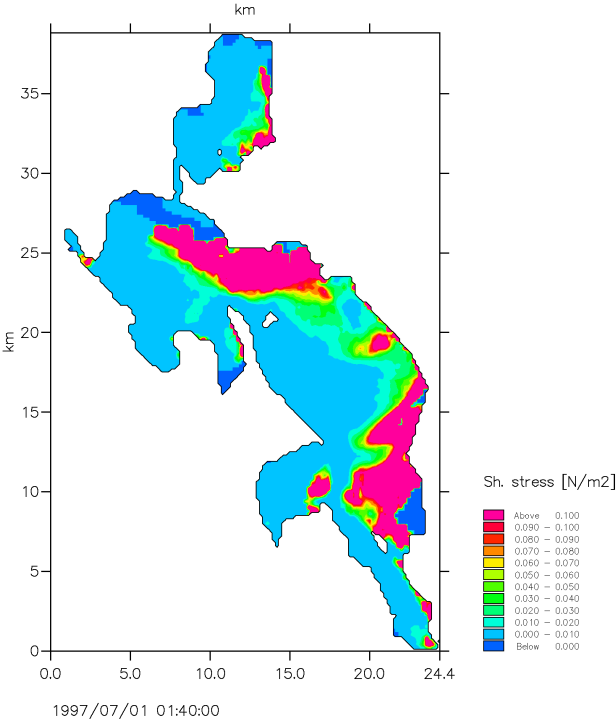 km
km
35
30
25
20
15
10
5
0
0.0 5.0 10.0 15.0 20.0 24.4
Sh. stress [N/m2]
Above 0.100
0.090 - 0.100
0.080 - 0.090
0.070 - 0.080
0.060 - 0.070
0.050 - 0.060
0.040 - 0.050
0.030 - 0.040
0.020 - 0.030
0.010 - 0.020
0.000 - 0.010
Below 0.000
1997/07/01 01:40:00